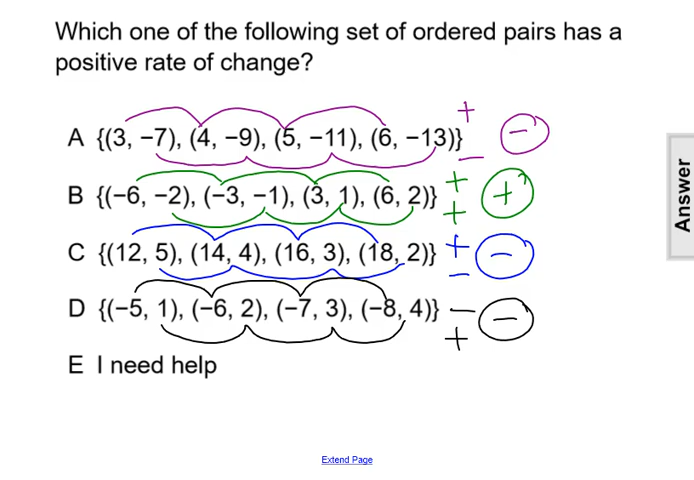 Which one of the following set of ordered pairs has a
positive rate of change?
A {(3, −7), (4, −9), (5, −11), (6, −13)} + − −
B {(−6, −2), (−3, −1), (3, 1), (6, 2)} + + +
C {(12, 5), (14, 4), (16, 3), (18, 2)} + − −
D {(−5, 1), (−6, 2), (−7, 3), (−8, 4)} − + −
E I need help
Answer
Extend Page